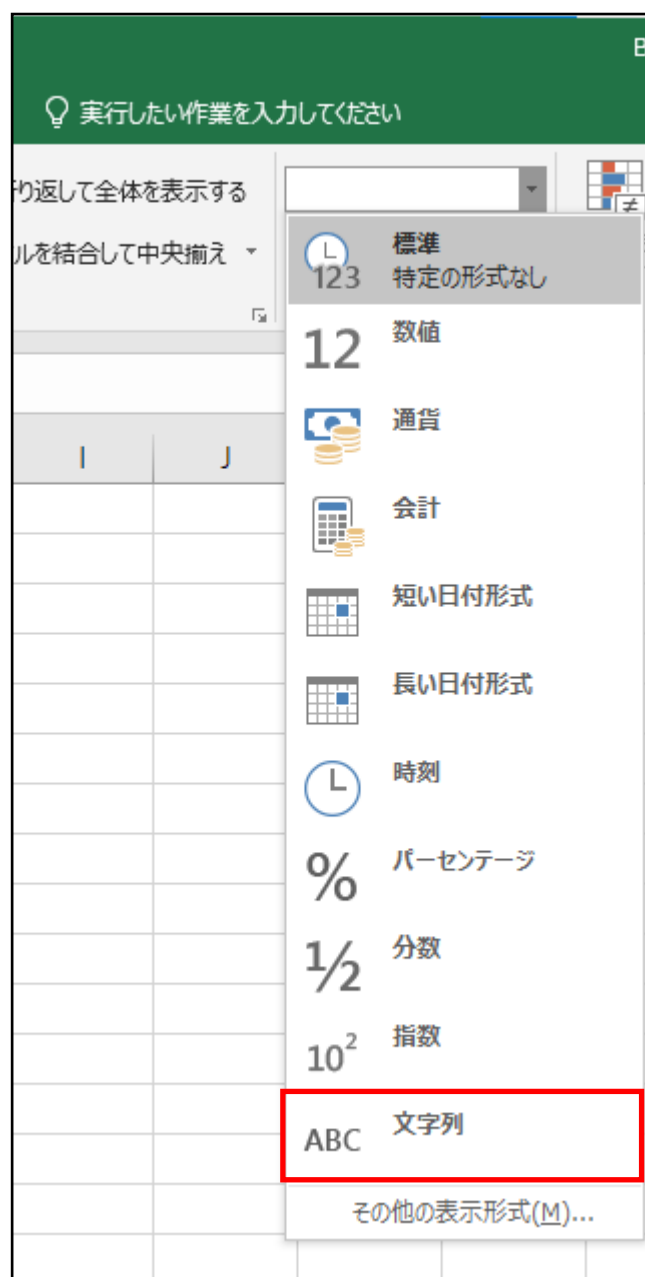 B
実行したい作業を入力してください
り返して全体を表示する
ルを結合して中央揃え
I
J
123
標準
特定の形式なし
12
数値
通貨
会計
短い日付形式
長い日付形式
時刻
%
パーセンテージ
1/2
分数
10²
指数
ABC
文字列
その他の表示形式(M)...